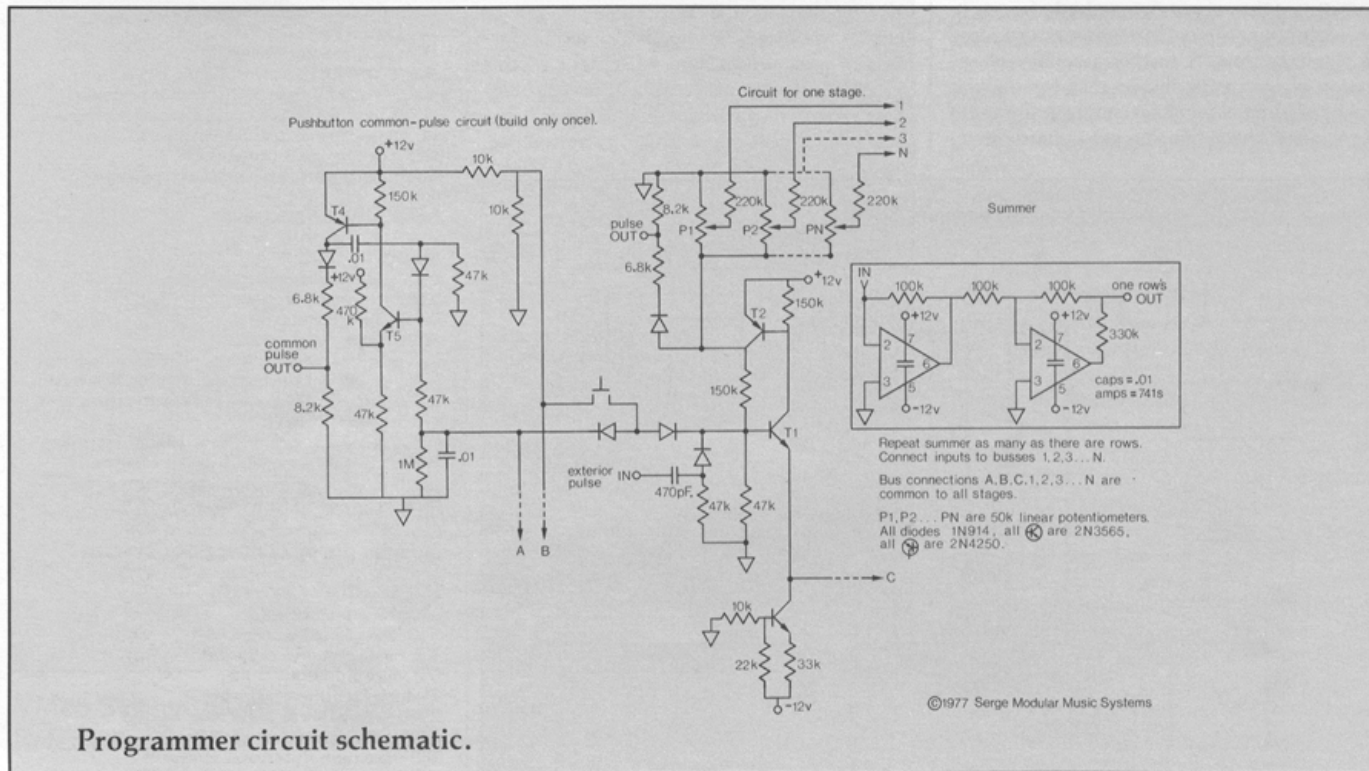 Circuit for one stage.
1
2
3
N
Pushbutton common-pulse circuit (build only once).
+12v
10k
150k
10k
T4
.01
+12v
47k
6.8k
470
k
T5
common
pulse
OUT
8.2k
47k
47k
1M
.01
A
B
8.2k
220k
220k
220k
pulse
OUT
P1
P2
PN
6.8k
+12v
150k
T2
150k
T1
exterior
pulse
IN
470pF.
47k
47k
C
10k
22k
33k
-12v
Summer
IN
100k
100k
100k
one row's
OUT
+12v
+12v
330k
2
7
6
3
5
2
7
6
3
5
-12v
-12v
caps = .01
amps = 741s
Repeat summer as many as there are rows.
Connect inputs to busses 1,2,3...N.
Bus connections A,B,C,1,2,3...N are
common to all stages.
P1,P2...PN are 50k linear potentiometers.
All diodes 1N914, all are 2N3565,
all are 2N4250.
©1977 Serge Modular Music Systems
Programmer circuit schematic.